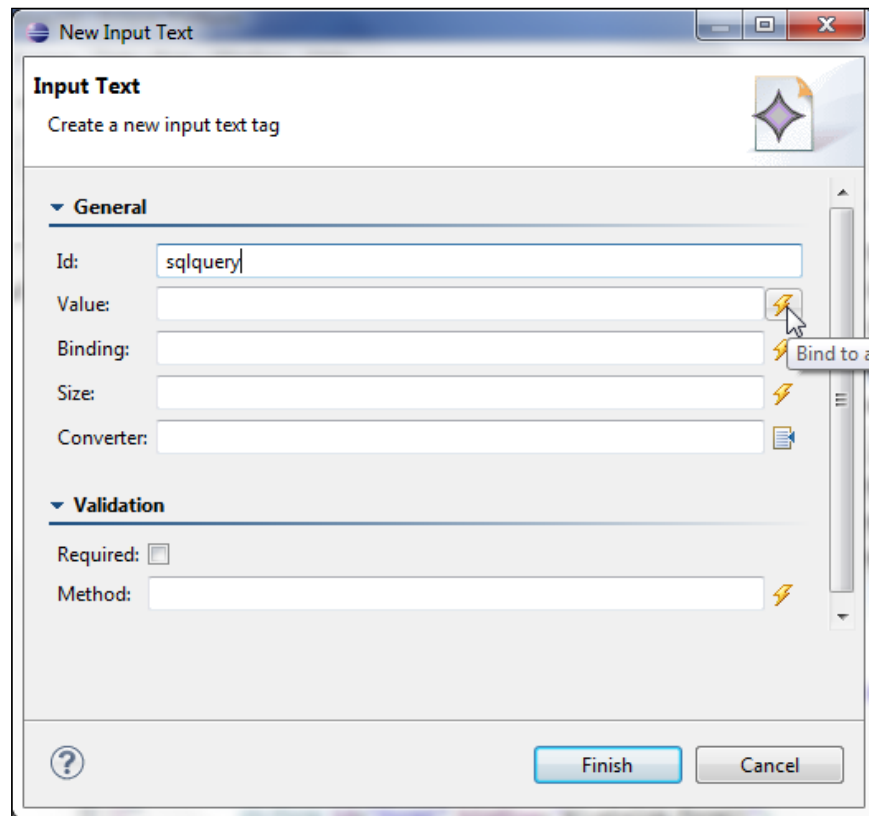 New Input Text
Input Text
Create a new input text tag
General
Id: sqlquery
Value:
Binding:
Bind to a
Size:
Converter:
Validation
Required:
Method:
?
Finish Cancel